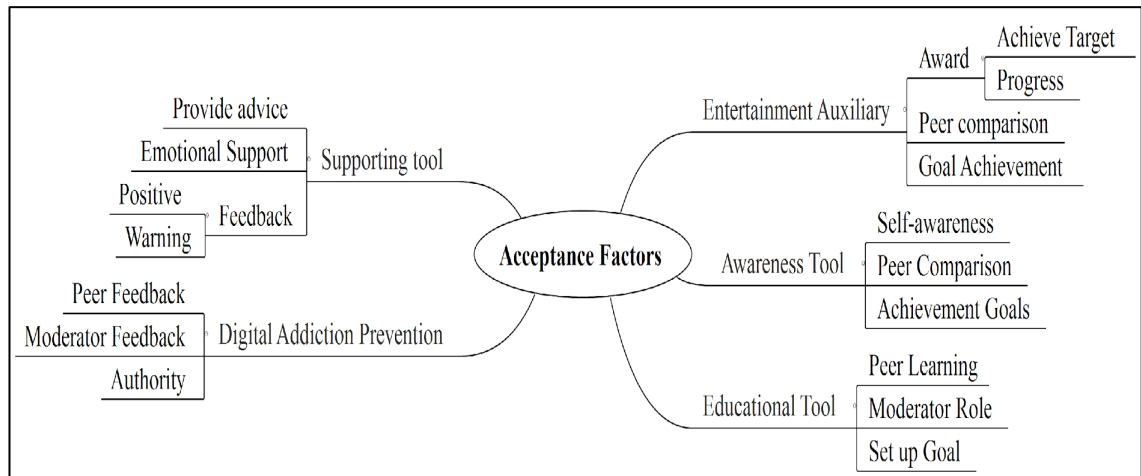 Acceptance Factors
Supporting tool
Provide advice
Emotional Support
Feedback
Positive
Warning
Digital Addiction Prevention
Peer Feedback
Moderator Feedback
Authority
Entertainment Auxiliary
Award
Achieve Target
Progress
Peer comparison
Goal Achievement
Awareness Tool
Self-awareness
Peer Comparison
Achievement Goals
Educational Tool
Peer Learning
Moderator Role
Set up Goal